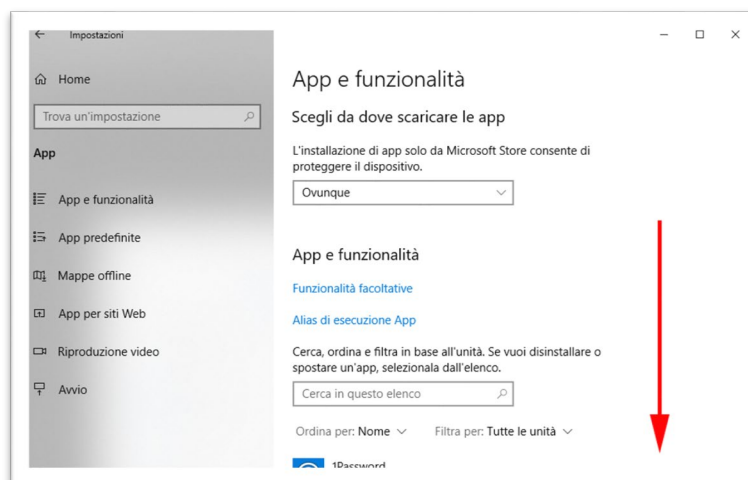 Impostazioni
Home
Trova un'impostazione
App
App e funzionalità
App predefinite
Mappe offline
App per siti Web
Riproduzione video
Avvio
App e funzionalità
Scegli da dove scaricare le app
L'installazione di app solo da Microsoft Store consente di
proteggere il dispositivo.
Ovunque
App e funzionalità
Funzionalità facoltative
Alias di esecuzione App
Cerca, ordina e filtra in base all'unità. Se vuoi disinstallare o
spostare un'app, selezionala dall'elenco.
Cerca in questo elenco
Ordina per: Nome Filtra per: Tutte le unità
1Password